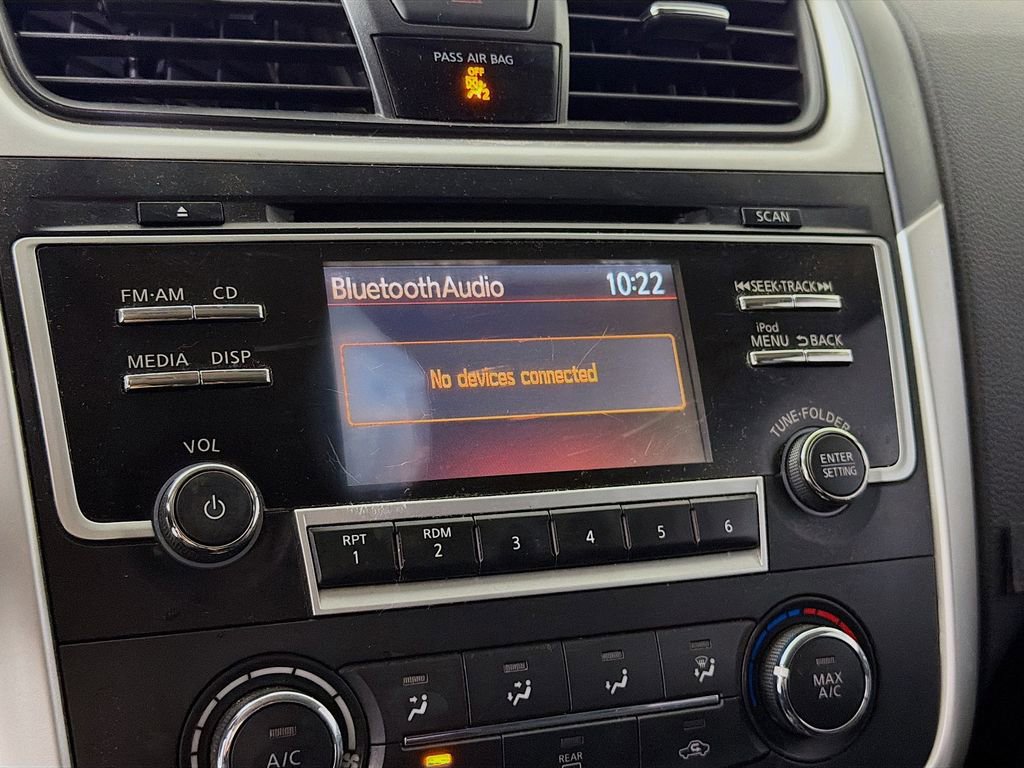 PASS AIR BAG
OFF
2
SCAN
FM·AM CD
BluetoothAudio 10:22
SEEK·TRACK
iPod
MENU BACK
MEDIA DISP
No devices connected
TUNE·FOLDER
ENTER
SETTING
VOL
RPT RDM
1 2 3 4 5 6
MAX
A/C
A/C
REAR